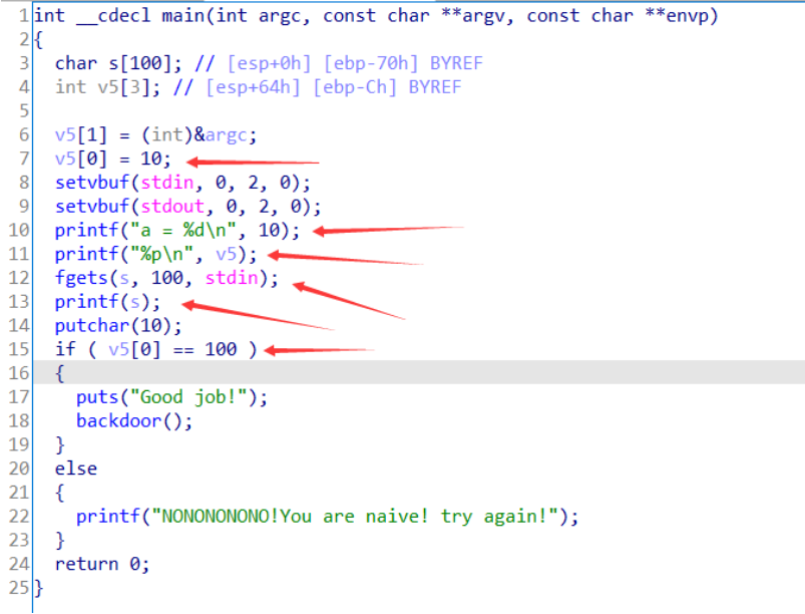 1 int __cdecl main(int argc, const char **argv, const char **envp)
2 {
3   char s[100]; // [esp+0h] [ebp-70h] BYREF
4   int v5[3]; // [esp+64h] [ebp-Ch] BYREF
5
6   v5[1] = (int)&argc;
7   v5[0] = 10;
8   setvbuf(stdin, 0, 2, 0);
9   setvbuf(stdout, 0, 2, 0);
10   printf("a = %d\n", 10);
11   printf("%p\n", v5);
12   fgets(s, 100, stdin);
13   printf(s);
14   putchar(10);
15   if ( v5[0] == 100 )
16   {
17     puts("Good job!");
18     backdoor();
19   }
20   else
21   {
22     printf("NONONONONO!You are naive! try again!");
23   }
24   return 0;
25 }